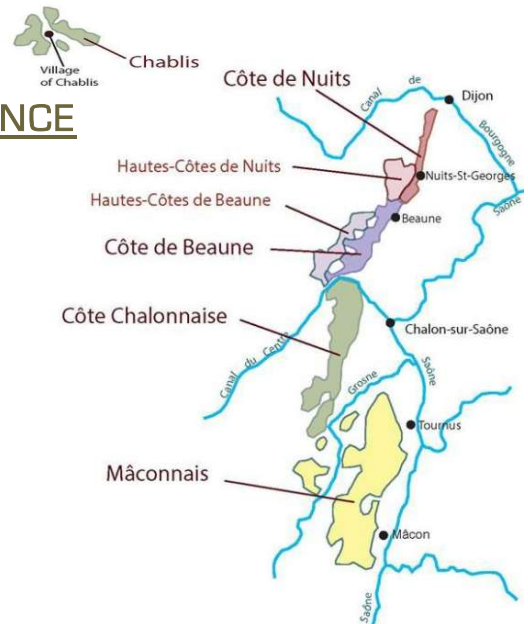 Chablis
Village
of Chablis
NCE
Côte de Nuits
Canal de
Bourgogne
Dijon
Hautes-Côtes de Nuits
Nuits-St-Georges
Hautes-Côtes de Beaune
Saône
Beaune
Côte de Beaune
Côte Chalonnaise
Chalon-sur-Saône
Canal du Centre
Grosne
Saône
Tournus
Mâconnais
Mâcon
Saône